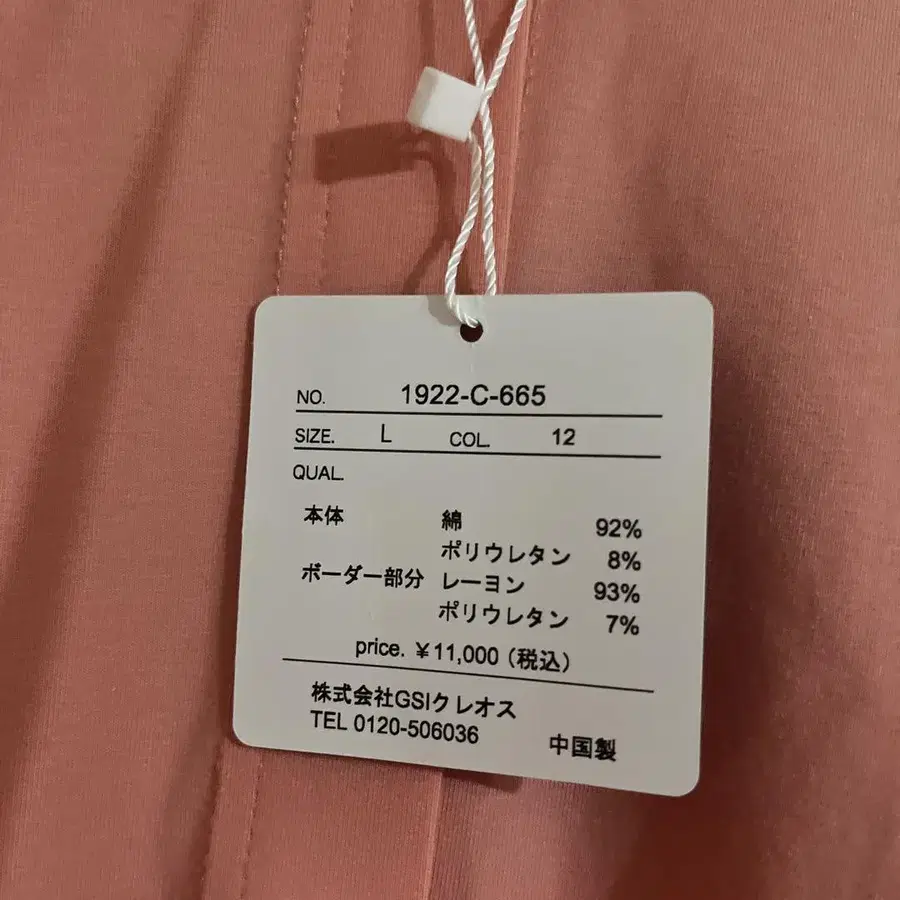 NO. 1922-C-665
SIZE. L COL. 12
QUAL.
本体 綿 92%
ポリウレタン 8%
ボーダー部分 レーヨン 93%
ポリウレタン 7%
price. ¥11,000 (税込)
株式会社GSIクレオス
TEL 0120-506036 中国製